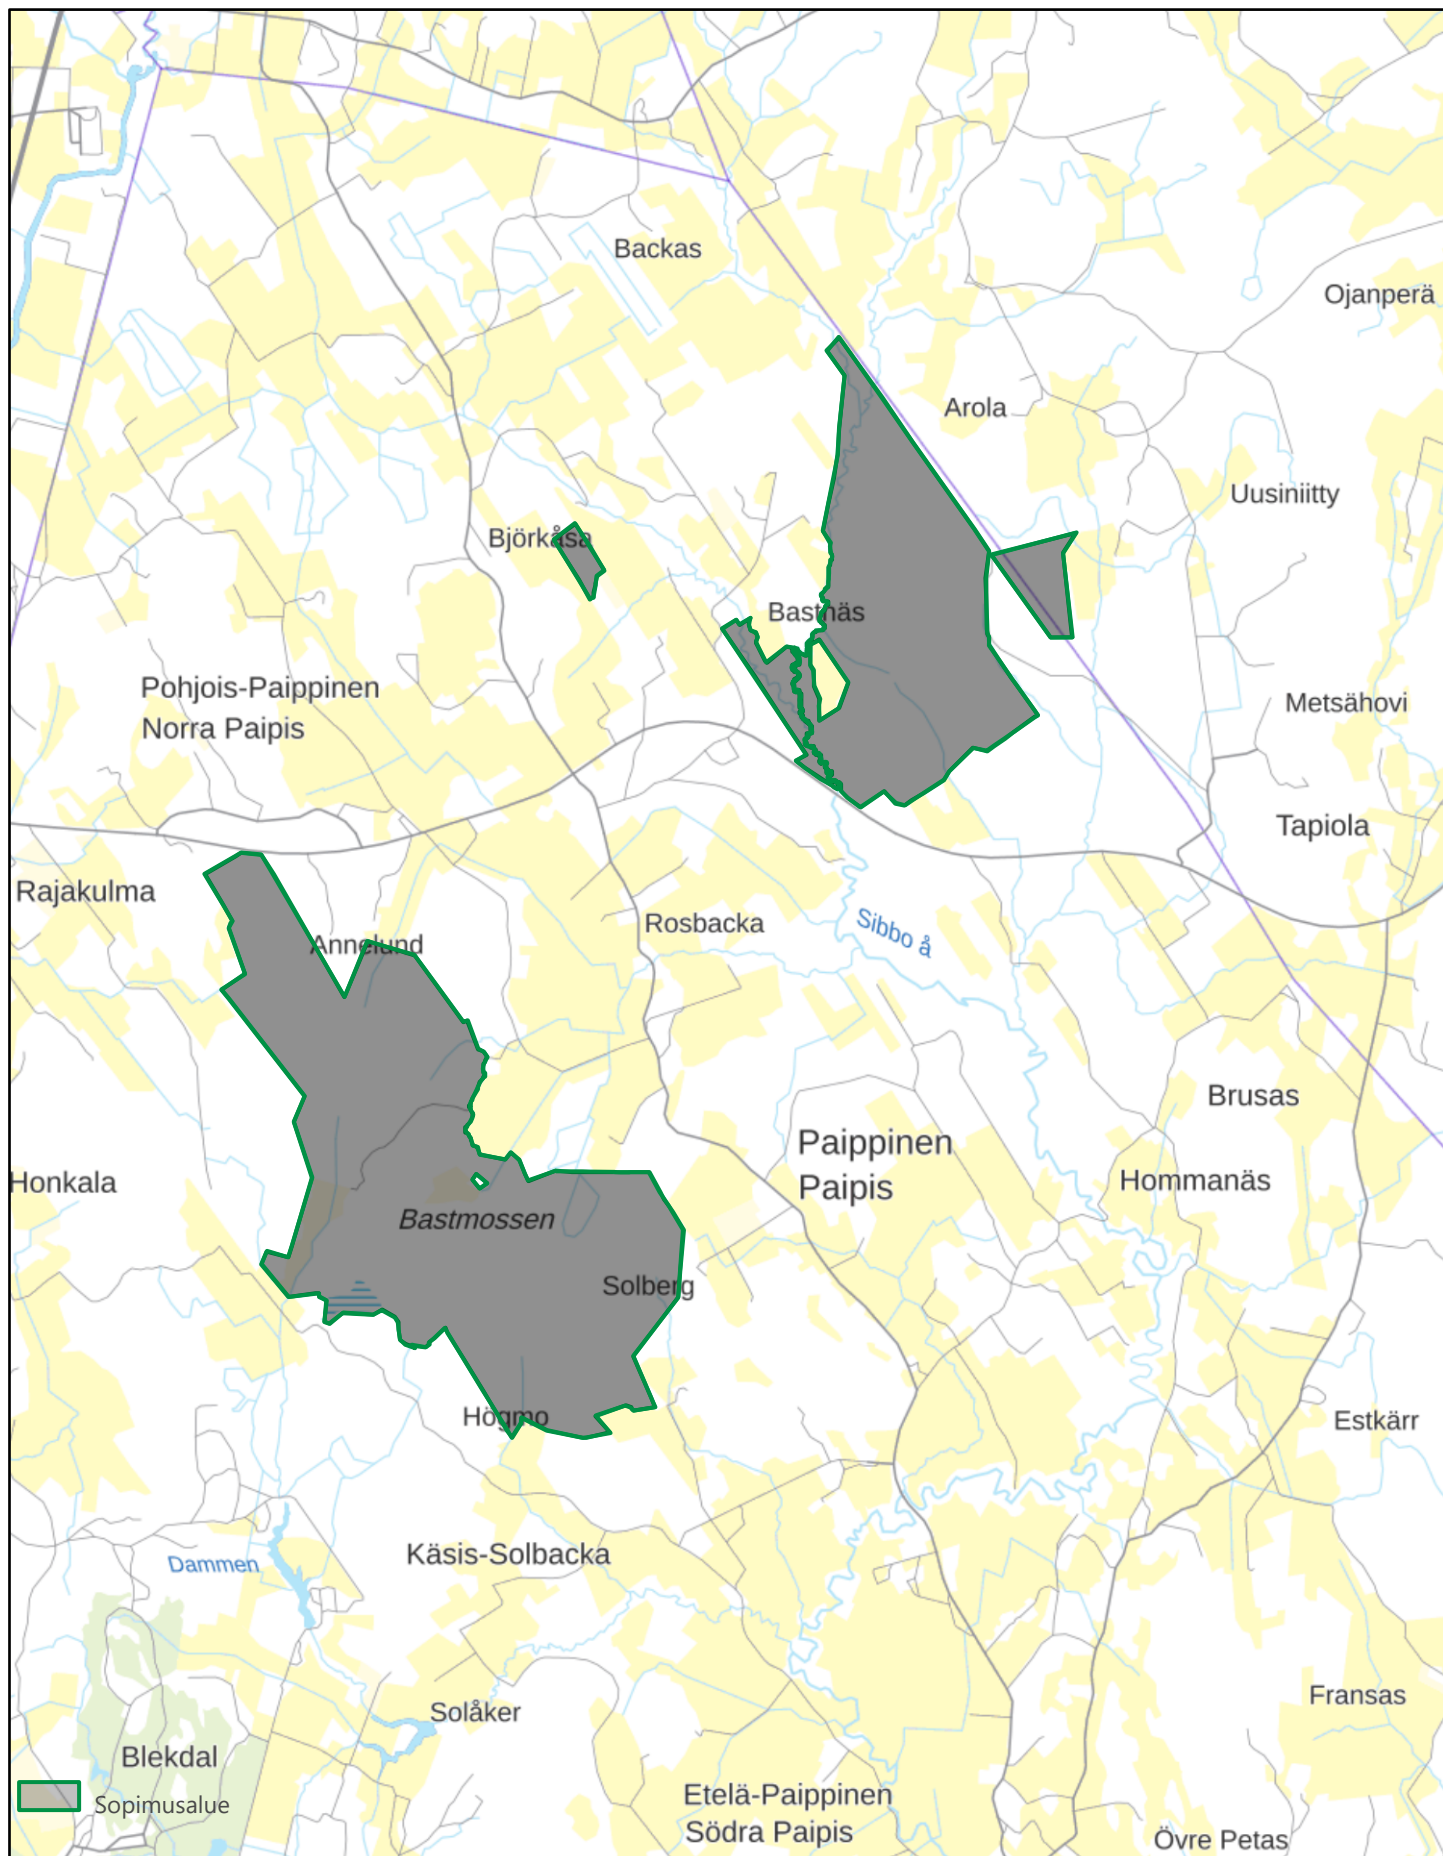 Backas
Ojanperä
Arola
Uusiniitty
Björkåsa
Bastnäs
Pohjois-Paippinen
Norra Paipis
Metsähovi
Tapiola
Rajakulma
Rosbacka
Sibbo å
Annelund
Brusas
Paippinen
Paipis
Honkala
Hommanäs
Bastmossen
Solberg
Högmo
Estkärr
Käsis-Solbacka
Dammen
Fransas
Solåker
Blekdal
Sopimusalue
Etelä-Paippinen
Södra Paipis
Övre Petas